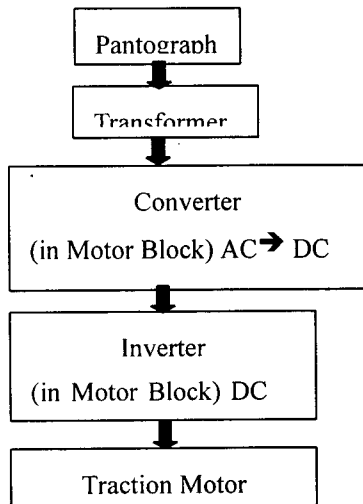 Pantograph
Transformer
Converter
(in Motor Block) AC➔ DC
Inverter
(in Motor Block) DC
Traction Motor